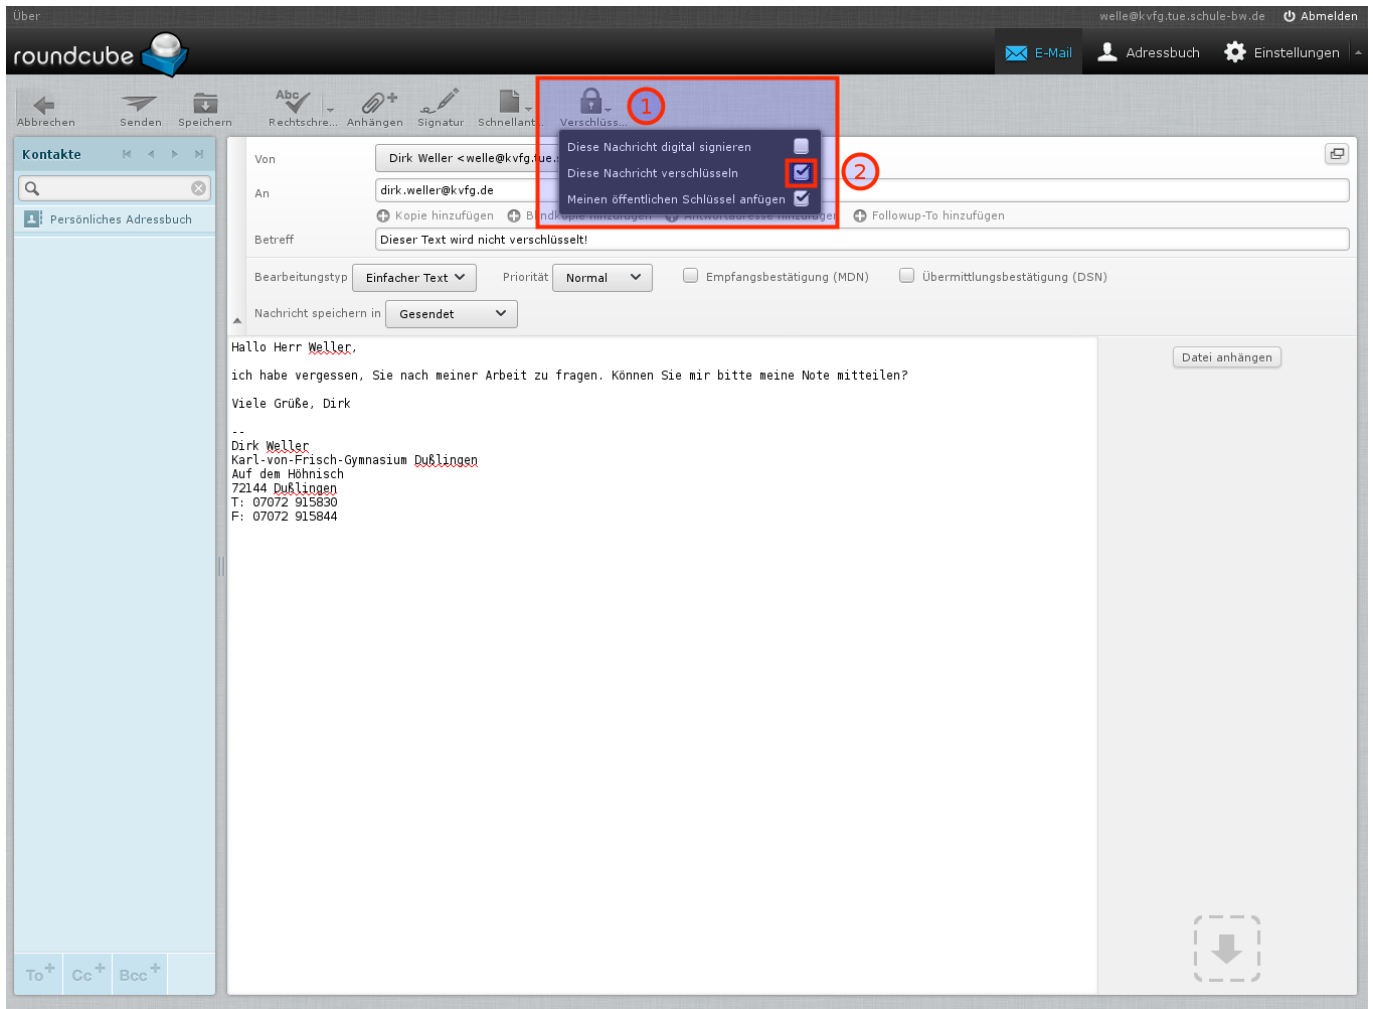 Über
welle@kvfg.tue.schule-bw.de Abmelden
roundcube
E-Mail Adressbuch Einstellungen
Abbrechen Senden Speichern Rechtschre... Anhängen Signatur Schnellant... Verschlüss...
Abc
1
Kontakte
Persönliches Adressbuch
Diese Nachricht digital signieren
Diese Nachricht verschlüsseln
2
Meinen öffentlichen Schlüssel anfügen
Von Dirk Weller <welle@kvfg.tue.
An dirk.weller@kvfg.de
Kopie hinzufügen Blindkopie hinzufügen Antwortadresse hinzufügen Followup-To hinzufügen
Betreff Dieser Text wird nicht verschlüsselt!
Bearbeitungstyp Einfacher Text Priorität Normal Empfangsbestätigung (MDN) Übermittlungsbestätigung (DSN)
Nachricht speichern in Gesendet
Hallo Herr Weller,
ich habe vergessen, Sie nach meiner Arbeit zu fragen. Können Sie mir bitte meine Note mitteilen?
Viele Grüße, Dirk
--
Dirk Weller
Karl-von-Frisch-Gymnasium Dußlingen
Auf dem Höhnisch
72144 Dußlingen
T: 07072 915830
F: 07072 915844
Datei anhängen
To+ Cc+ Bcc+